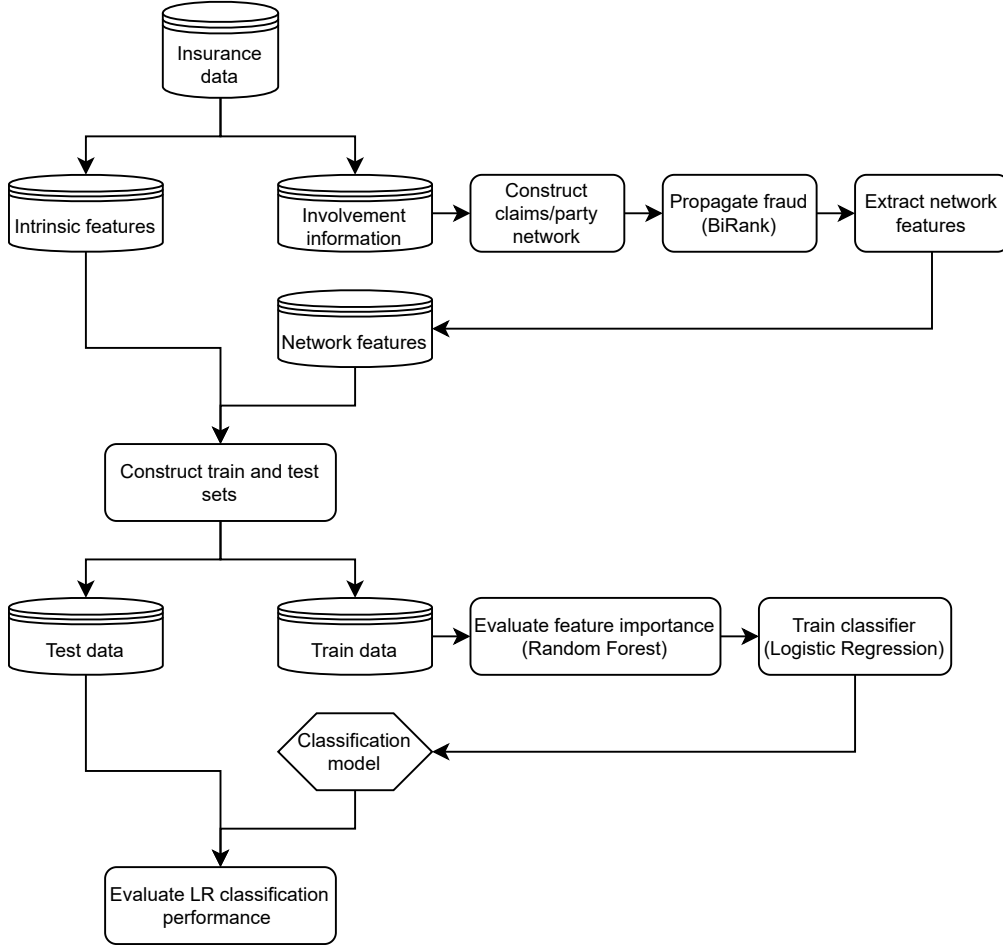 Insurance
data
Intrinsic features
Involvement
information
Construct
claims/party
network
Propagate fraud
(BiRank)
Extract network
features
Network features
Construct train and test
sets
Test data
Train data
Evaluate feature importance
(Random Forest)
Train classifier
(Logistic Regression)
Classification
model
Evaluate LR classification
performance